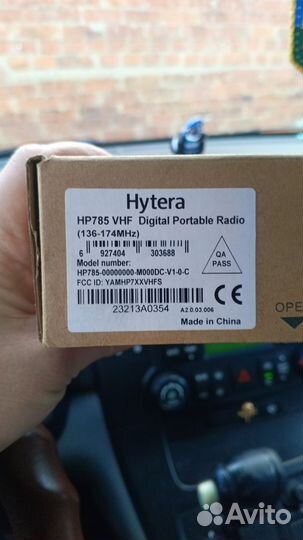 Hytera
HP785 VHF Digital Portable Radio
(136-174MHz)
6 927404 303688
Model number:
HP785-00000000-M000DC-V1-0-C
FCC ID: YAMHP7XXVHFS
QA
PASS
23213A0354 A2.0.03.006
Made in China
OPE
Avito